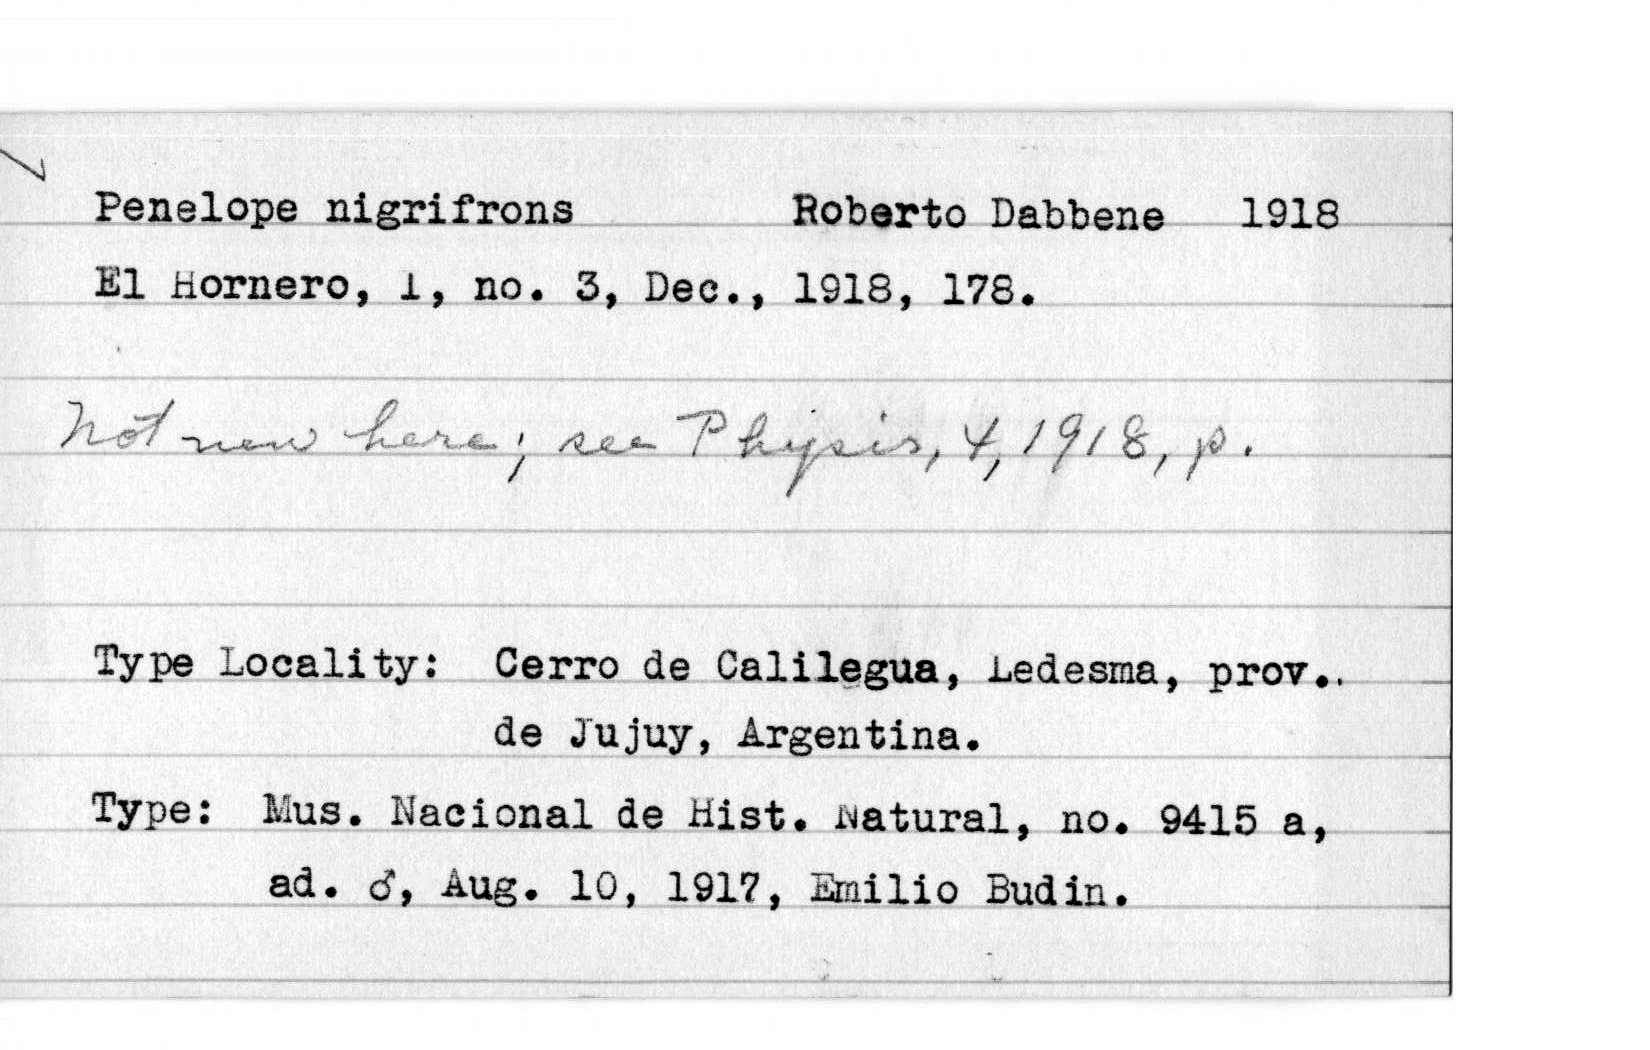 Penelope nigrifrons Roberto Dabbene 1918
El Hornero, 1, no. 3, Dec., 1918, 178.
Not new here; see Physis, 4, 1918, p.
Type Locality: Cerro de Calilegua, Ledesma, prov..
de Jujuy, Argentina.
Type: Mus. Nacional de Hist. Natural, no. 9415 a,
ad. ♂, Aug. 10, 1917, Emilio Budin.